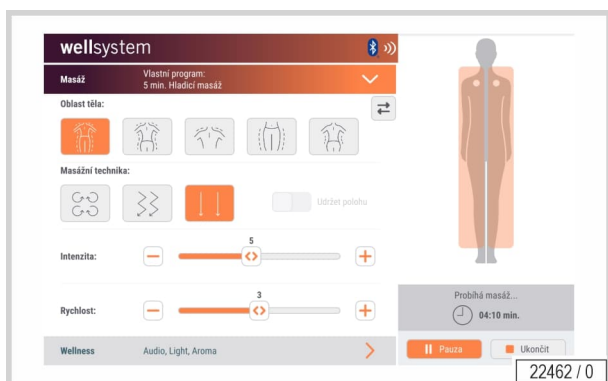 wellsystem
Masáž
Vlastní program:
5 min. Hladicí masáž
Oblast těla:
Masážní technika:
Udržet polohu
Intenzita:
5
Rychlost:
3
Wellness
Audio, Light, Aroma
Probíhá masáž...
04:10 min.
Pauza
Ukončit
22462 / 0